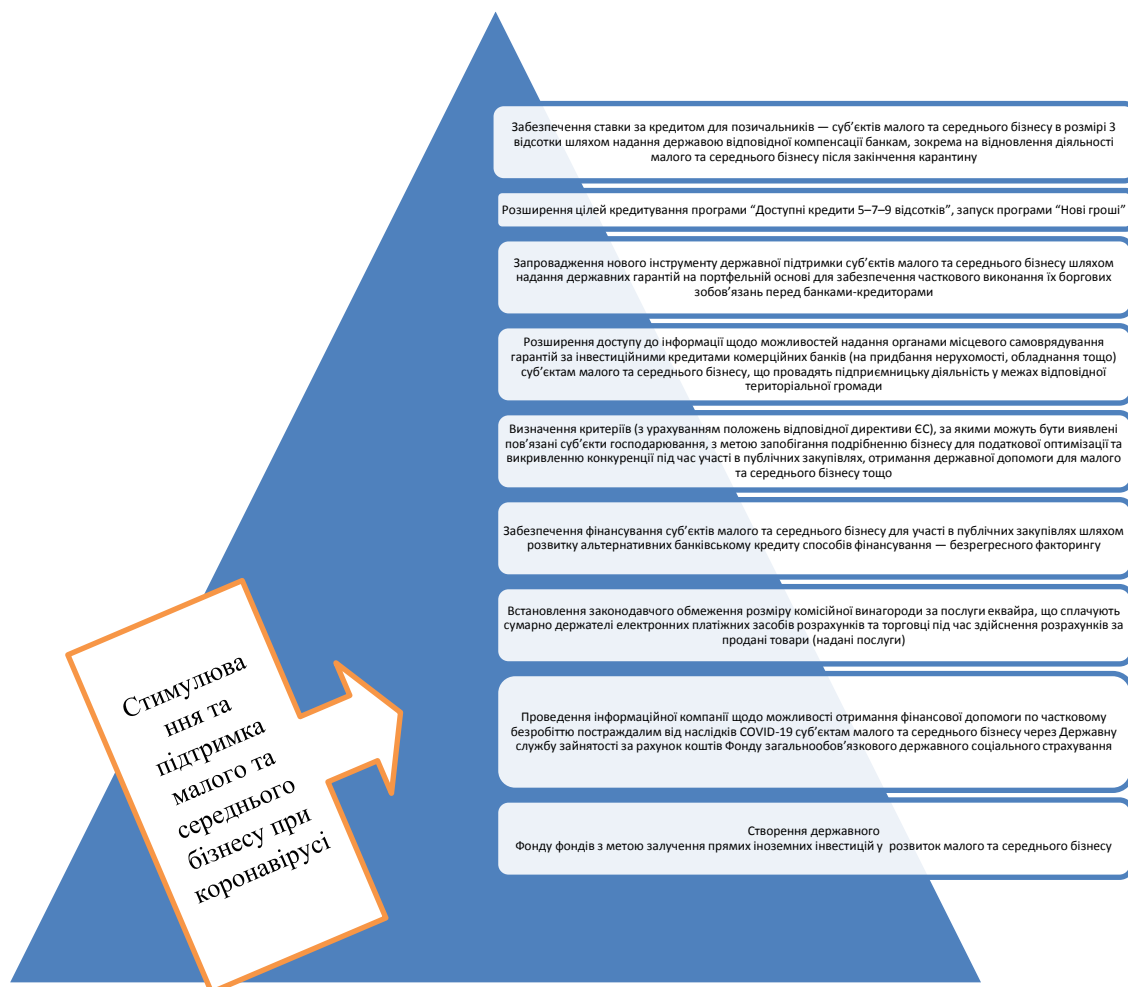 Забезпечення ставки за кредитом для позичальників — суб’єктів малого та середнього бізнесу в розмірі 3
відсотки шляхом надання державою відповідної компенсації банкам, зокрема на відновлення діяльності
малого та середнього бізнесу після закінчення карантину
Розширення цілей кредитування програми “Доступні кредити 5–7–9 відсотків”, запуск програми “Нові гроші”
Запровадження нового інструменту державної підтримки суб’єктів малого та середнього бізнесу шляхом
надання державних гарантій на портфельній основі для забезпечення часткового виконання їх боргових
зобов’язань перед банками-кредиторами
Розширення доступу до інформації щодо можливостей надання органами місцевого самоврядування
гарантій за інвестиційними кредитами комерційних банків (на придбання нерухомості, обладнання тощо)
суб’єктам малого та середнього бізнесу, що провадять підприємницьку діяльність у межах відповідної
територіальної громади
Визначення критеріїв (з урахуванням положень відповідної директиви ЄС), за якими можуть бути виявлені
пов’язані суб’єкти господарювання, з метою запобігання подрібненню бізнесу для податкової оптимізації та
викривленню конкуренції під час участі в публічних закупівлях, отримання державної допомоги для малого
та середнього бізнесу тощо
Забезпечення фінансування суб’єктів малого та середнього бізнесу для участі в публічних закупівлях шляхом
розвитку альтернативних банківському кредиту способів фінансування — безрегресного факторингу
Встановлення законодавчого обмеження розміру комісійної винагороди за послуги еквайра, що сплачують
сумарно держателі електронних платіжних засобів розрахунків та торговці під час здійснення розрахунків за
продані товари (надані послуги)
Проведення інформаційної компанії щодо можливості отримання фінансової допомоги по частковому
безробіттю постраждалим від наслідків COVID-19 суб’єктам малого та середнього бізнесу через Державну
службу зайнятості за рахунок коштів Фонду загальнообов’язкового державного соціального страхування
Створення державного
Фонду фондів з метою залучення прямих іноземних інвестицій у розвиток малого та середнього бізнесу
Стимулюва
ння та
підтримка
малого та
середнього
бізнесу при
коронавірусі